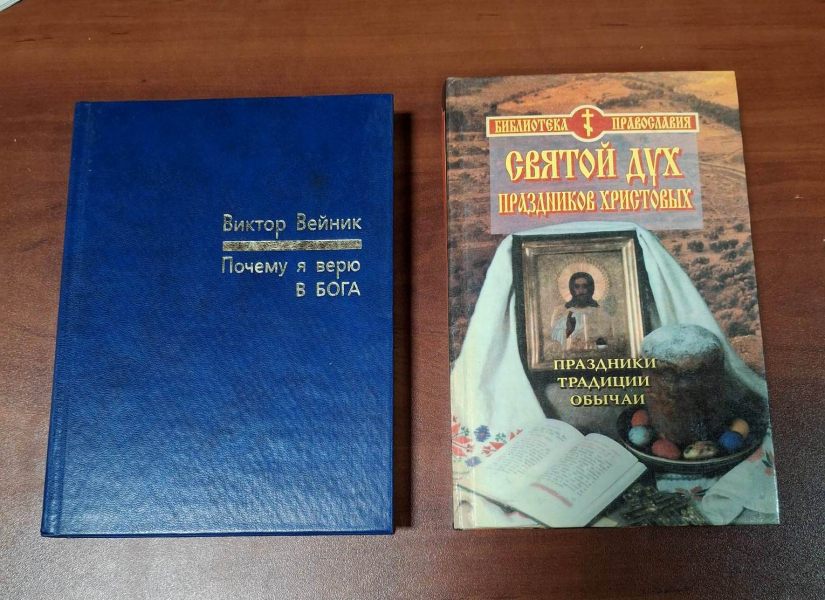 Виктор Вейник
Почему я верю
в БОГА
БИБЛИОТЕКА ПРАВОСЛАВИЯ
СВЯТОЙ ДУХ
ПРАЗДНИКОВ ХРИСТОВЫХ
ПРАЗДНИКИ
ТРАДИЦИИ
ОБЫЧАИ